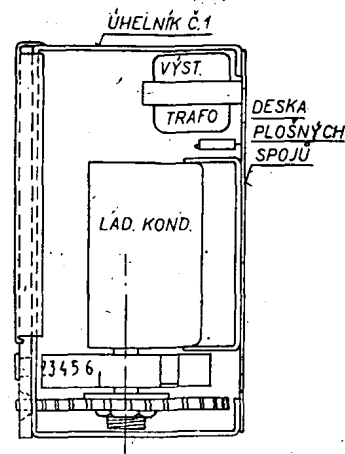 ÚHELNÍK Č.1
VÝST.
TRAFO
DESKA
PLOŠNÝCH
SPOJŮ
LAD. KOND.
23456